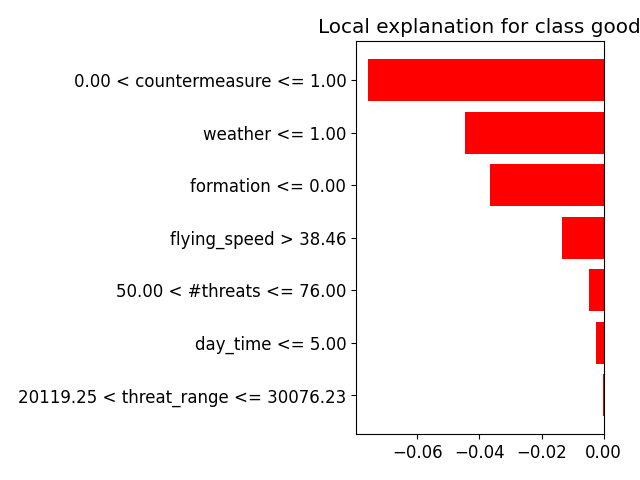 Local explanation for class good
0.00 < countermeasure <= 1.00
weather <= 1.00
formation <= 0.00
flying_speed > 38.46
50.00 < #threats <= 76.00
day_time <= 5.00
20119.25 < threat_range <= 30076.23
−0.06 −0.04 −0.02 0.00